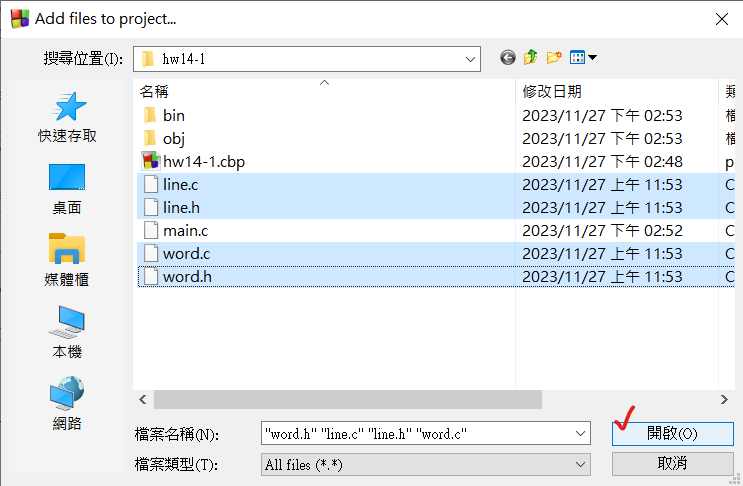 Add files to project...
搜尋位置(I):
hw14-1
快速存取
桌面
媒體櫃
本機
網路
名稱
修改日期
bin
2023/11/27 下午 02:53
obj
2023/11/27 下午 02:53
hw14-1.cbp
2023/11/27 下午 02:48
p
line.c
2023/11/27 上午 11:53
C
line.h
2023/11/27 上午 11:53
C
main.c
2023/11/27 下午 02:52
C
word.c
2023/11/27 上午 11:53
C
word.h
2023/11/27 上午 11:53
C
檔案名稱(N):
"word.h" "line.c" "line.h" "word.c"
開啟(O)
檔案類型(T):
All files (*.*)
取消